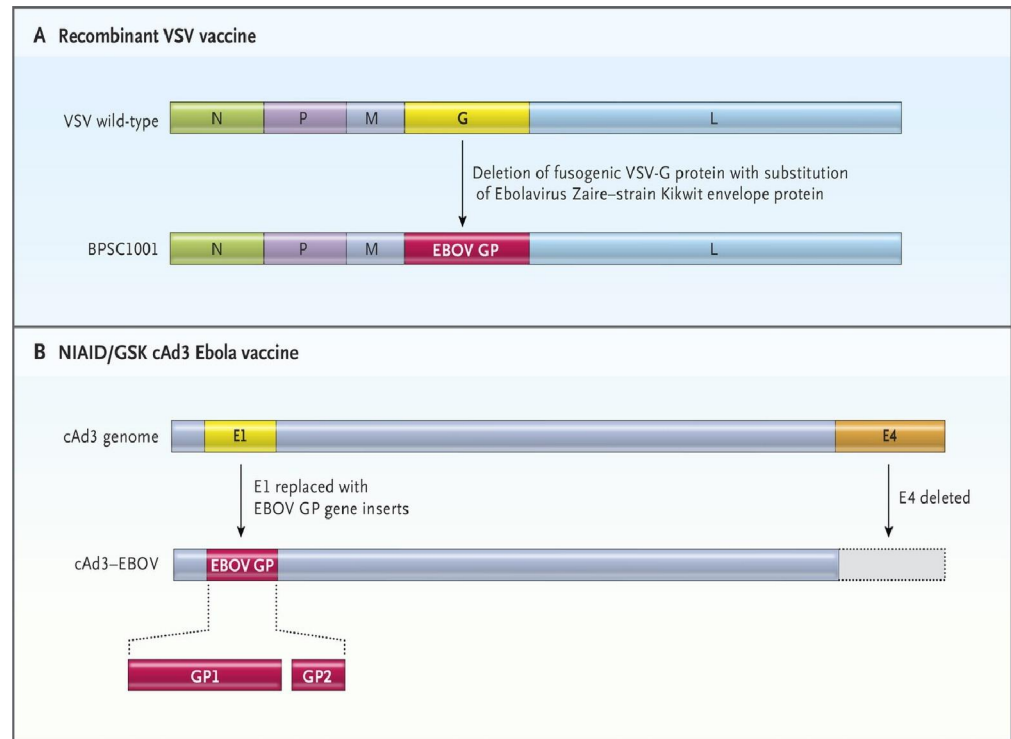 A Recombinant VSV vaccine
VSV wild-type
N P M G L
Deletion of fusogenic VSV-G protein with substitution
of Ebolavirus Zaire–strain Kikwit envelope protein
BPSC1001
N P M EBOV GP L
B NIAID/GSK cAd3 Ebola vaccine
cAd3 genome
E1 E4
E1 replaced with
EBOV GP gene inserts
E4 deleted
cAd3–EBOV
EBOV GP
GP1 GP2